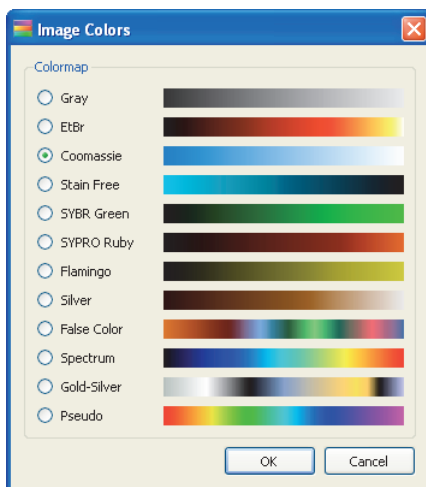 Image Colors
Colormap
Gray
EtBr
Coomassie
Stain Free
SYBR Green
SYPRO Ruby
Flamingo
Silver
False Color
Spectrum
Gold-Silver
Pseudo
OK Cancel